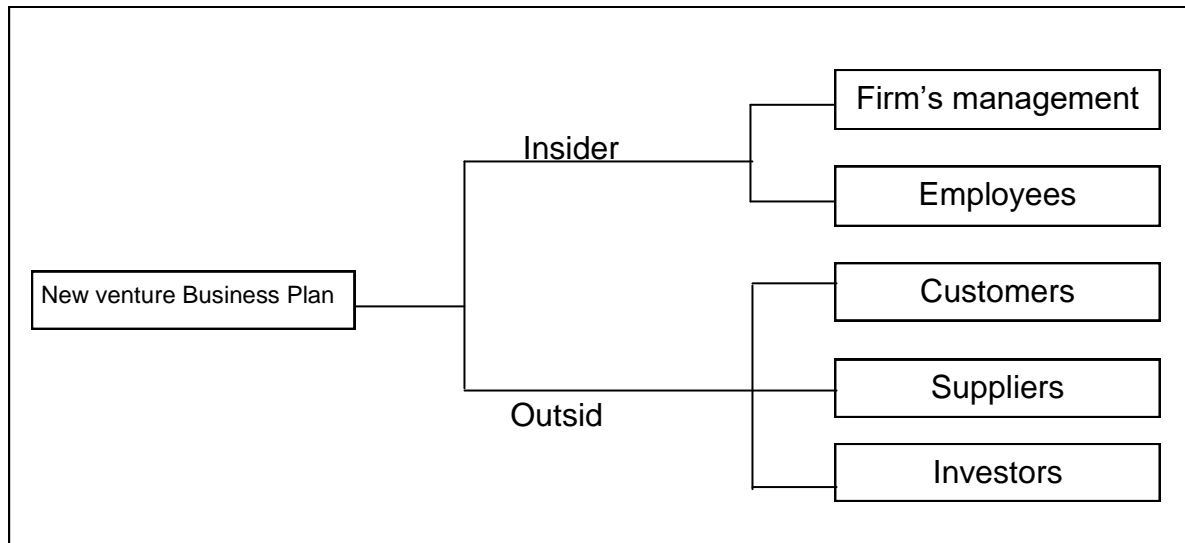 Firm's management
Insider
Employees
New venture Business Plan
Customers
Suppliers
Outsid
Investors